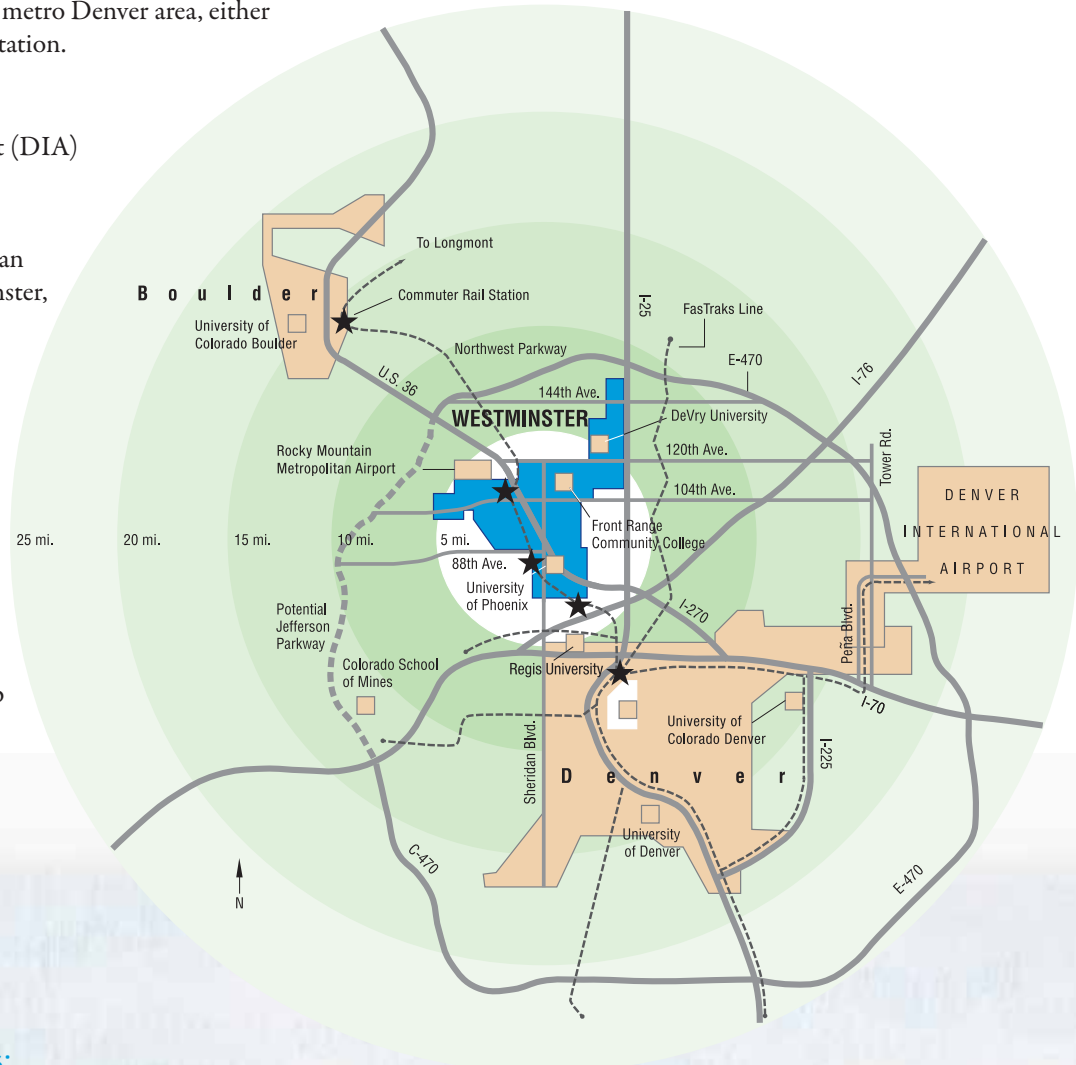 metro Denver area, either
tation.
(DIA)
an
nster,
To Longmont
Boulder
Commuter Rail Station
University of
Colorado Boulder
I-25
FasTraks Line
Northwest Parkway
E-470
I-76
U.S. 36
144th Ave.
WESTMINSTER
DeVry University
Rocky Mountain
Metropolitan Airport
120th Ave.
Tower Rd.
104th Ave.
DENVER
INTERNATIONAL
AIRPORT
Front Range
Community College
25 mi.
20 mi.
15 mi.
10 mi.
5 mi.
88th Ave.
University
of Phoenix
I-270
Potential
Jefferson
Parkway
Peña Blvd.
Colorado School
of Mines
Regis University
I-70
University of
Colorado Denver
Sheridan Blvd.
I-225
Denver
University
of Denver
C-470
E-470
N